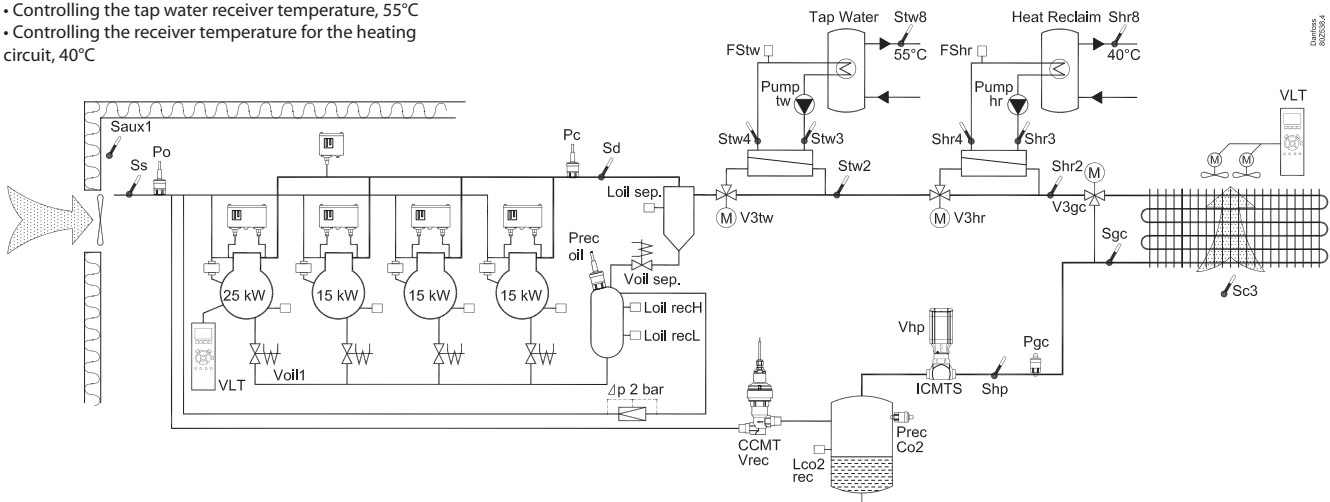 • Controlling the tap water receiver temperature, 55°C
• Controlling the receiver temperature for the heating
circuit, 40°C
Danfoss
80Z538.4
Tap Water
Stw8
Heat Reclaim
Shr8
FStw
55°C
FShr
40°C
Pump
tw
Pump
hr
VLT
Saux1
Ss
Po
Pc
Sd
Stw4
Stw3
Shr4
Shr3
M
M
Loil sep.
Stw2
Shr2
M
M
V3tw
M
V3hr
V3gc
Prec
oil
Voil sep.
Sgc
25 kW
15 kW
15 kW
15 kW
Sc3
Loil recH
Loil recL
Vhp
Pgc
VLT
Voil1
Δp 2 bar
ICMTS
Shp
CCMT
Vrec
Prec
Co2
Lco2
rec